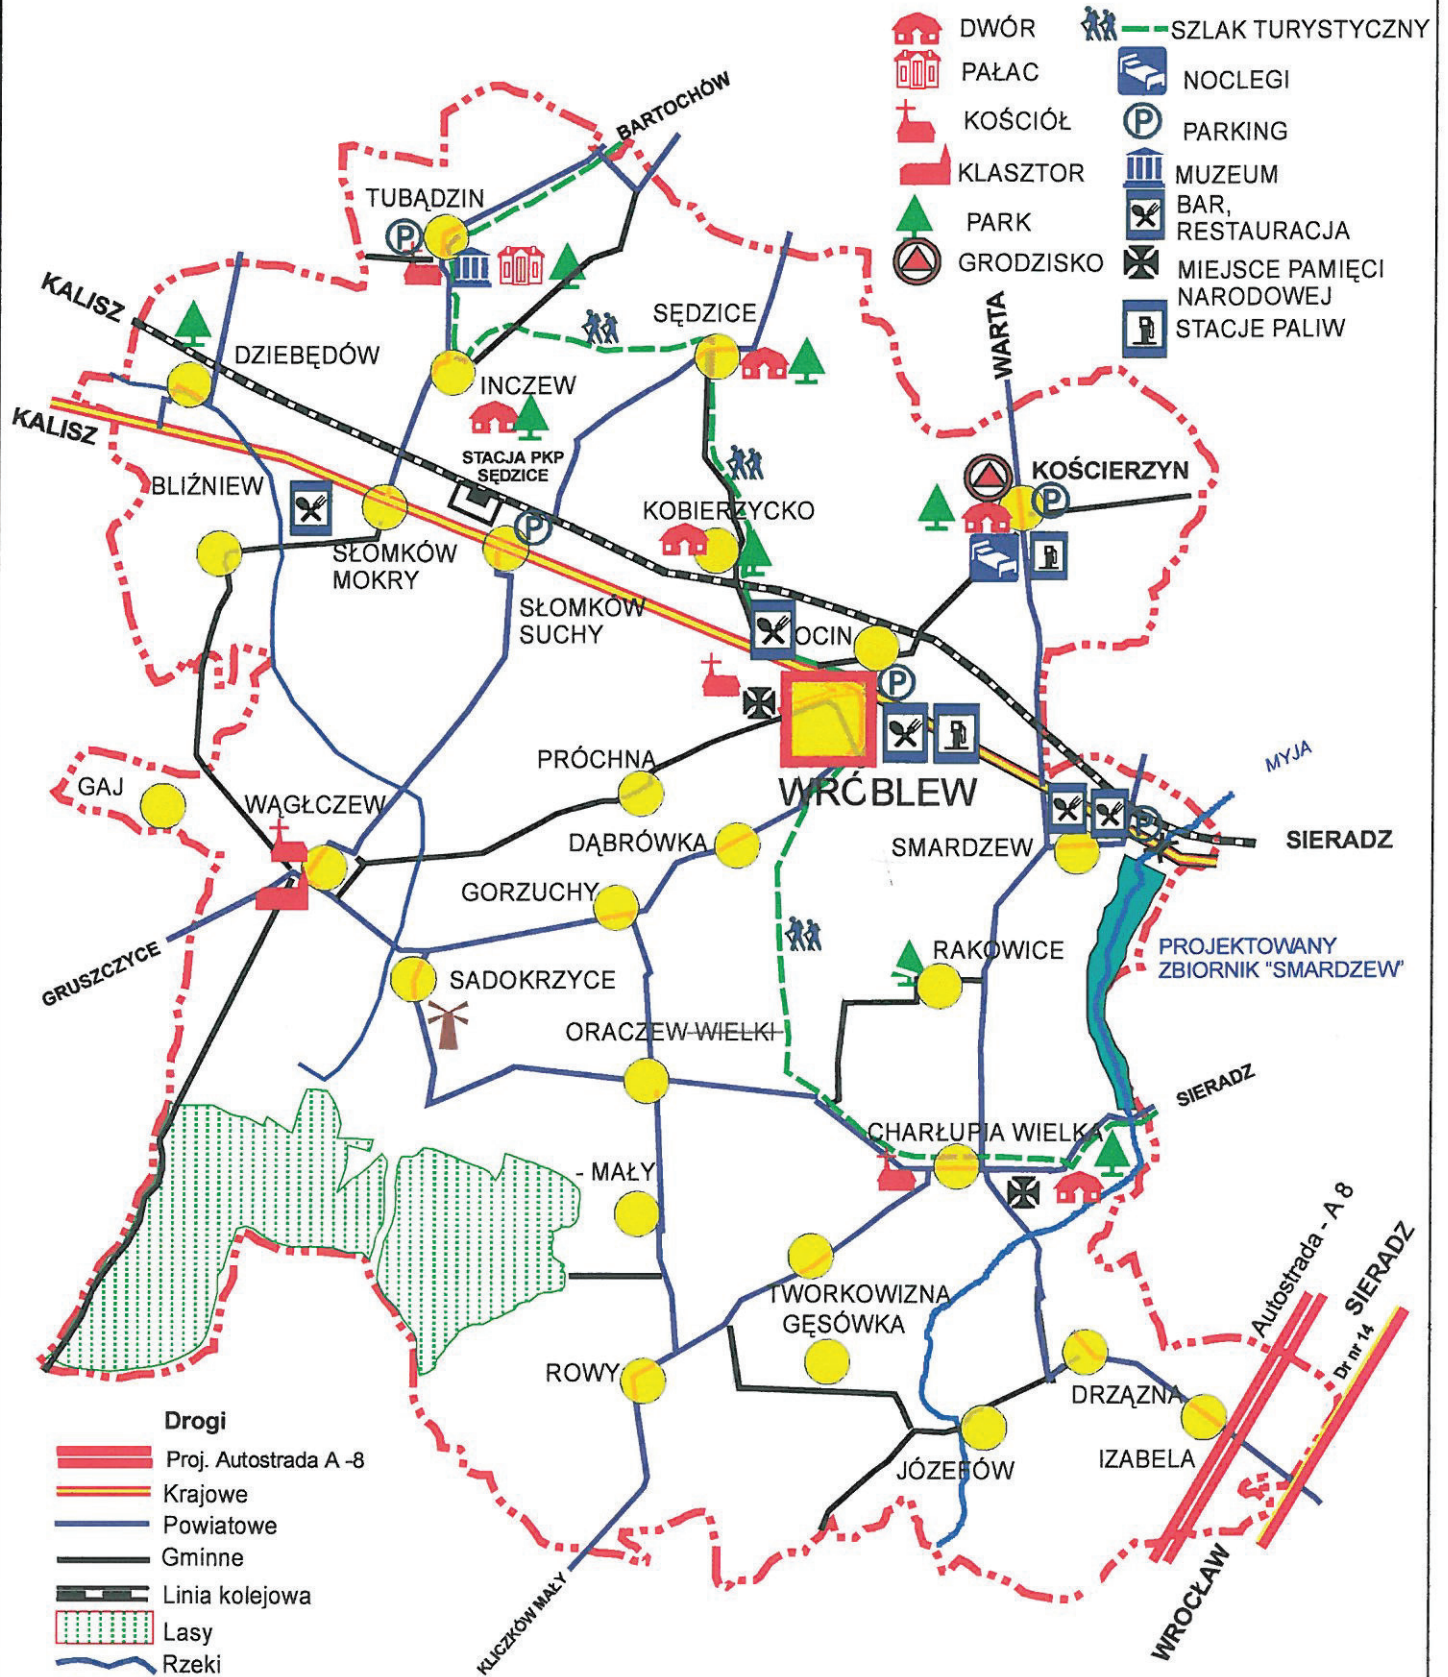 DWÓR
PAŁAC
KOŚCIÓŁ
KLASZTOR
PARK
GRODZISKO
SZLAK TURYSTYCZNY
NOCLEGI
P PARKING
MUZEUM
BAR,
RESTAURACJA
MIEJSCE PAMIĘCI
NARODOWEJ
STACJE PALIW
BARTOCHÓW
TUBĄDZIN
P
KALISZ
DZIEBĘDÓW
SĘDZICE
WARTA
INCZEW
KALISZ
STACJA PKP
SĘDZICE
KOŚCIERZYN
P
BLIŹNIEW
KOBIERZYCKO
P
SŁOMKÓW
MOKRY
SŁOMKÓW
SUCHY
OCIN
P
PRÓCHNA
WRÓBLEW
MYJA
GAJ
WĄGŁCZEW
DĄBRÓWKA
SMARDZEW
P
SIERADZ
GORZUCHY
GRUSZCZYCE
SADOKRZYCE
RAKOWICE
PROJEKTOWANY
ZBIORNIK "SMARDZEW"
ORACZEW WIELKI
SIERADZ
CHARŁUPIA WIELKA
- MAŁY
TWORKOWIZNA
GĘSÓWKA
Autostrada - A 8
SIERADZ
Dr nr 14
ROWY
DRZĄZNA
IZABELA
JÓZEFÓW
WROCŁAW
KLICZKÓW MAŁY
Drogi
Proj. Autostrada A -8
Krajowe
Powiatowe
Gminne
Linia kolejowa
Lasy
Rzeki